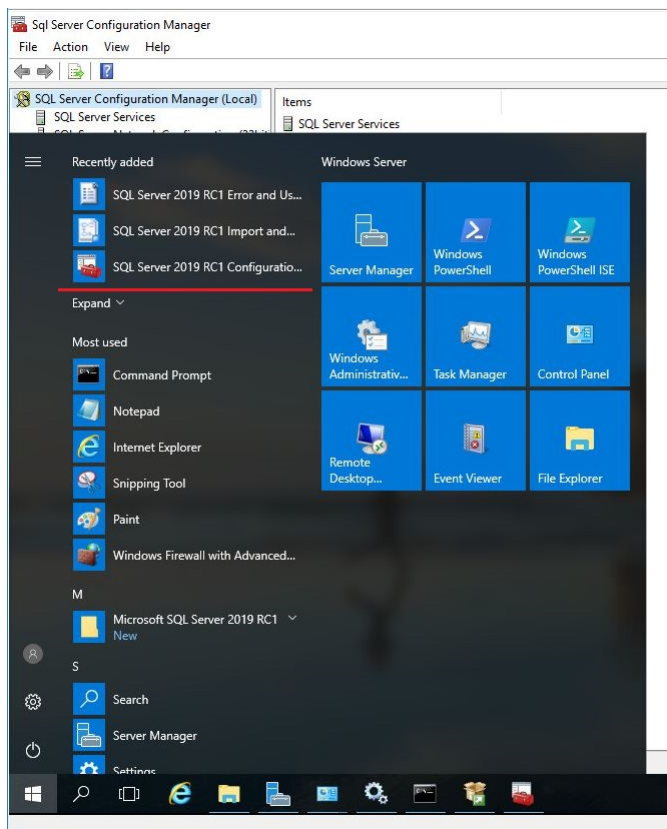 Sql Server Configuration Manager
File Action View Help
SQL Server Configuration Manager (Local)
SQL Server Services
Items
SQL Server Services
Recently added
SQL Server 2019 RC1 Error and Us...
SQL Server 2019 RC1 Import and...
SQL Server 2019 RC1 Configuratio...
Expand
Most used
Command Prompt
Notepad
Internet Explorer
Snipping Tool
Paint
Windows Firewall with Advanced...
M
Microsoft SQL Server 2019 RC1
New
S
Search
Server Manager
Settings
Windows Server
Server Manager
Windows
PowerShell
Windows
PowerShell ISE
Windows
Administrativ...
Task Manager
Control Panel
Remote
Desktop...
Event Viewer
File Explorer